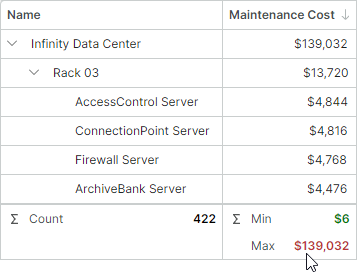 Name Maintenance Cost ↓
Infinity Data Center $139,032
Rack 03 $13,720
AccessControl Server $4,844
ConnectionPoint Server $4,816
Firewall Server $4,768
ArchiveBank Server $4,476
Σ Count 422 Σ Min $6
Max $139,032